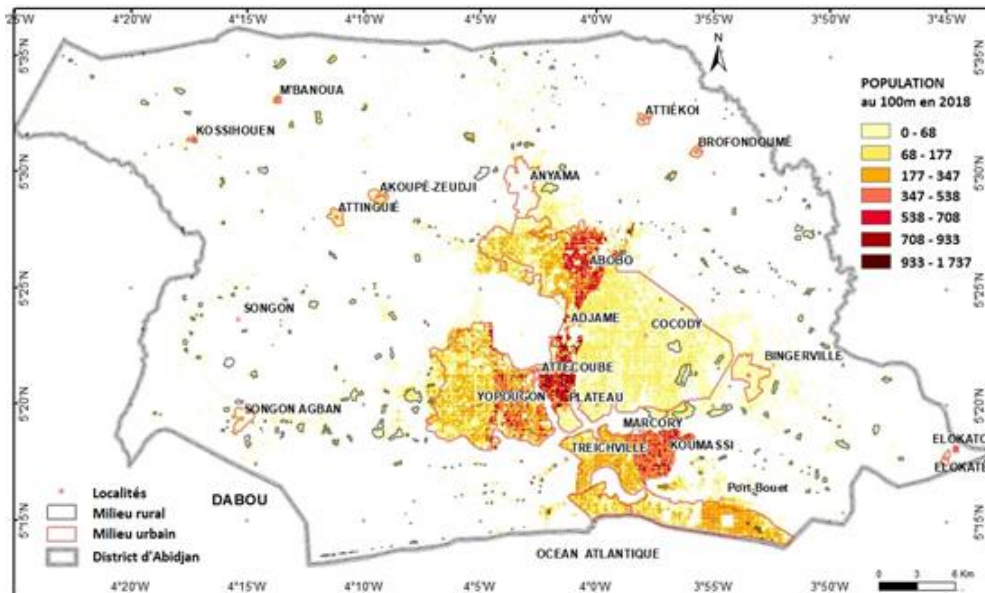 4°20'W 4°15'W 4°10'W 4°5'W 4°0'W 3°55'W 3°50'W 3°45'W
5°35'N 5°35'N
N
M'BANOUA
POPULATION
au 100m en 2018
0 - 68
68 - 177
177 - 347
347 - 538
538 - 708
708 - 933
933 - 1 737
KOSSIHOUEN
ATTIÉKOI
BROFONDOUMÉ
5°30'N 5°30'N
ANYAMA
AKOUPÉ-ZEUDJI
ATTINGUIÉ
ABOBO
5°25'N 5°25'N
SONGON
ADJAME
COCODY
BINGERVILLE
ATTECOUBE
YOPOUGON
PLATEAU
5°20'N 5°20'N
SONGON AGBAN
MARCORY
TREICHVILLE
KOUMASSI
ELOKATO
ELOKATE
Port-Bouet
Localités
Milieu rural
Milieu urbain
District d'Abidjan
DABOU
5°15'N 5°15'N
OCEAN ATLANTIQUE
0 3 6 Km
4°20'W 4°15'W 4°10'W 4°5'W 4°0'W 3°55'W 3°50'W